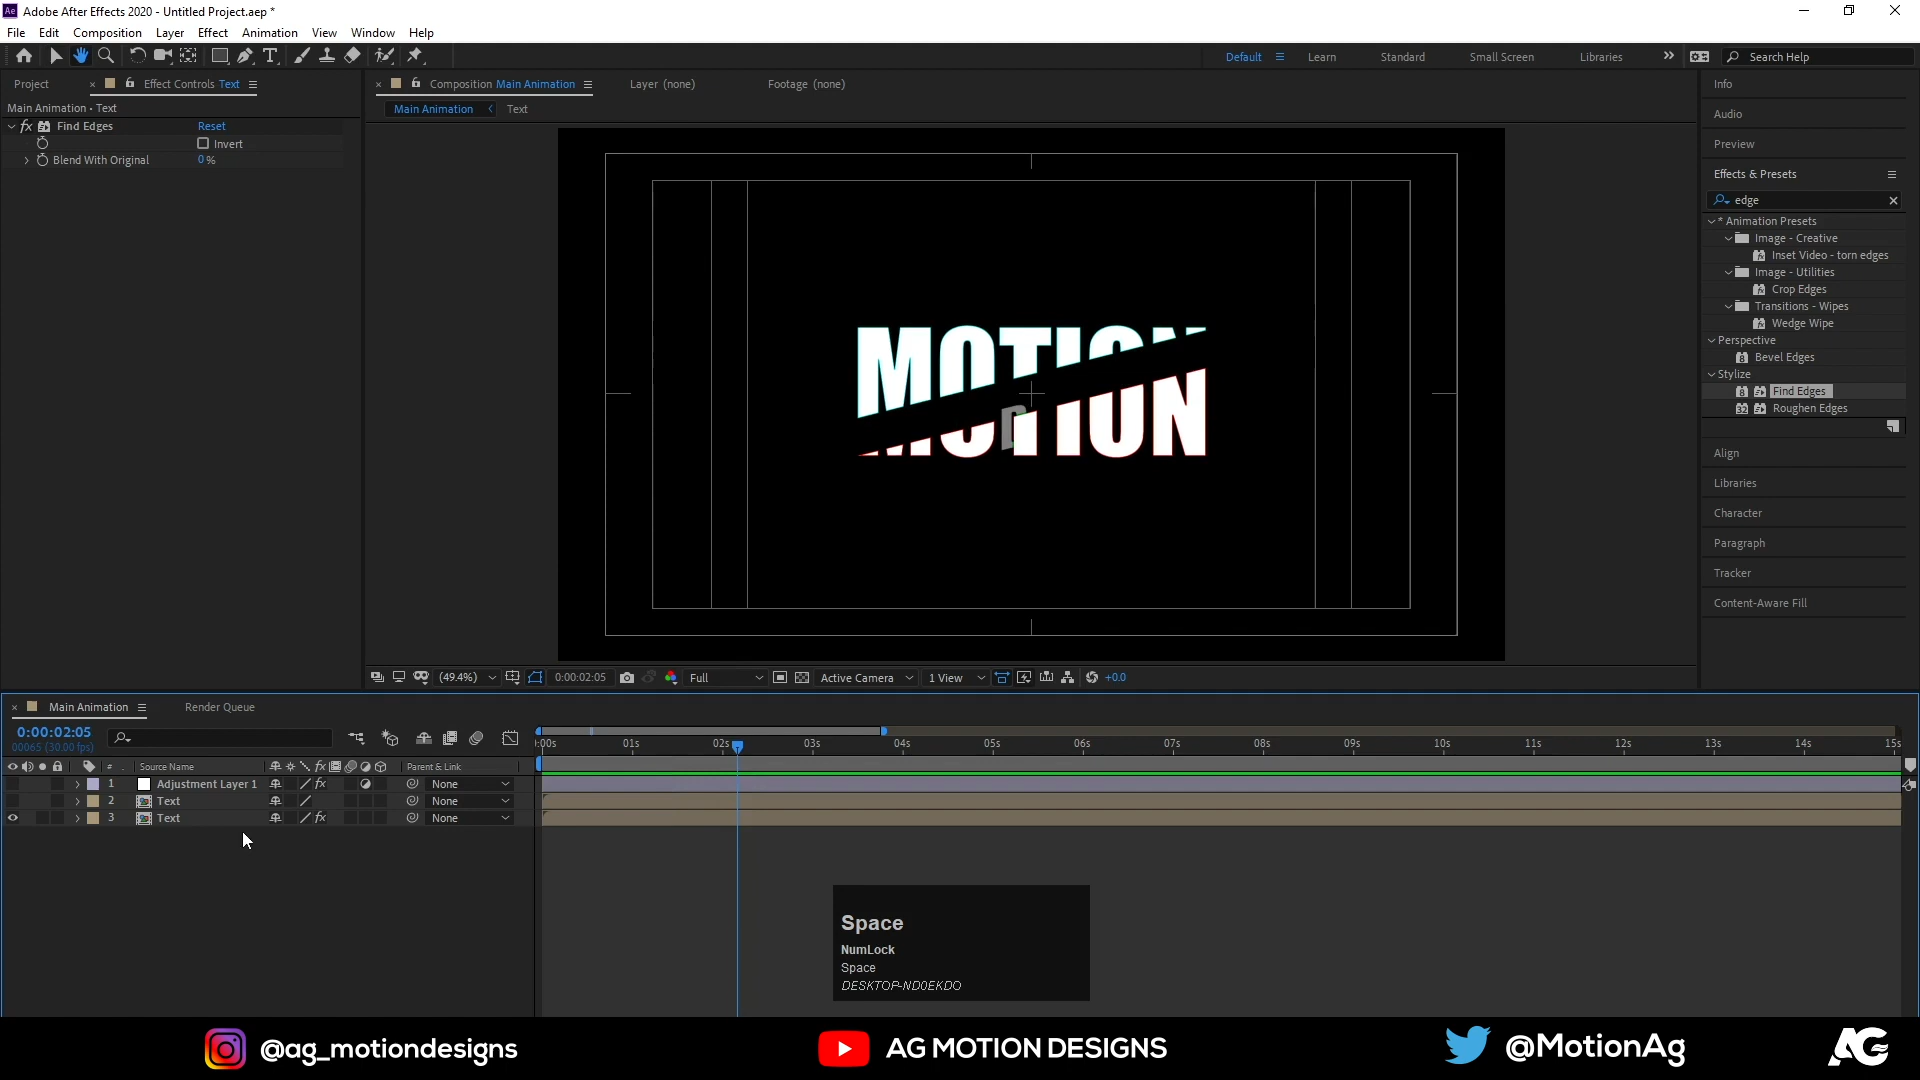 Ae Adobe After Effects 2020 - Untitled Project.aep *
File Edit Composition Layer Effect Animation View Window Help
Default Learn Standard Small Screen Libraries Search Help
Project Effect Controls Text
Main Animation • Text
fx Find Edges Reset
Invert
Blend With Original 0 %
Composition Main Animation Layer (none) Footage (none)
Main Animation Text
MOTION
MOTION
(49.4%) 0:00:02:05 Full Active Camera 1 View +0.0
Info
Audio
Preview
Effects & Presets
edge
* Animation Presets
Image - Creative
Inset Video - torn edges
Image - Utilities
Crop Edges
Transitions - Wipes
Wedge Wipe
Perspective
8 Bevel Edges
Stylize
8 Find Edges
32 Roughen Edges
Align
Libraries
Character
Paragraph
Tracker
Content-Aware Fill
Main Animation Render Queue
0:00:02:05
00065 (30.00 fps)
:00s 01s 02s 03s 04s 05s 06s 07s 08s 09s 10s 11s 12s 13s 14s 15s
# Source Name fx Parent & Link
1 Adjustment Layer 1 fx None
2 Text None
3 Text fx None
Space
NumLock
Space
DESKTOP-ND0EKDO
@ag_motiondesigns AG MOTION DESIGNS @MotionAg AG